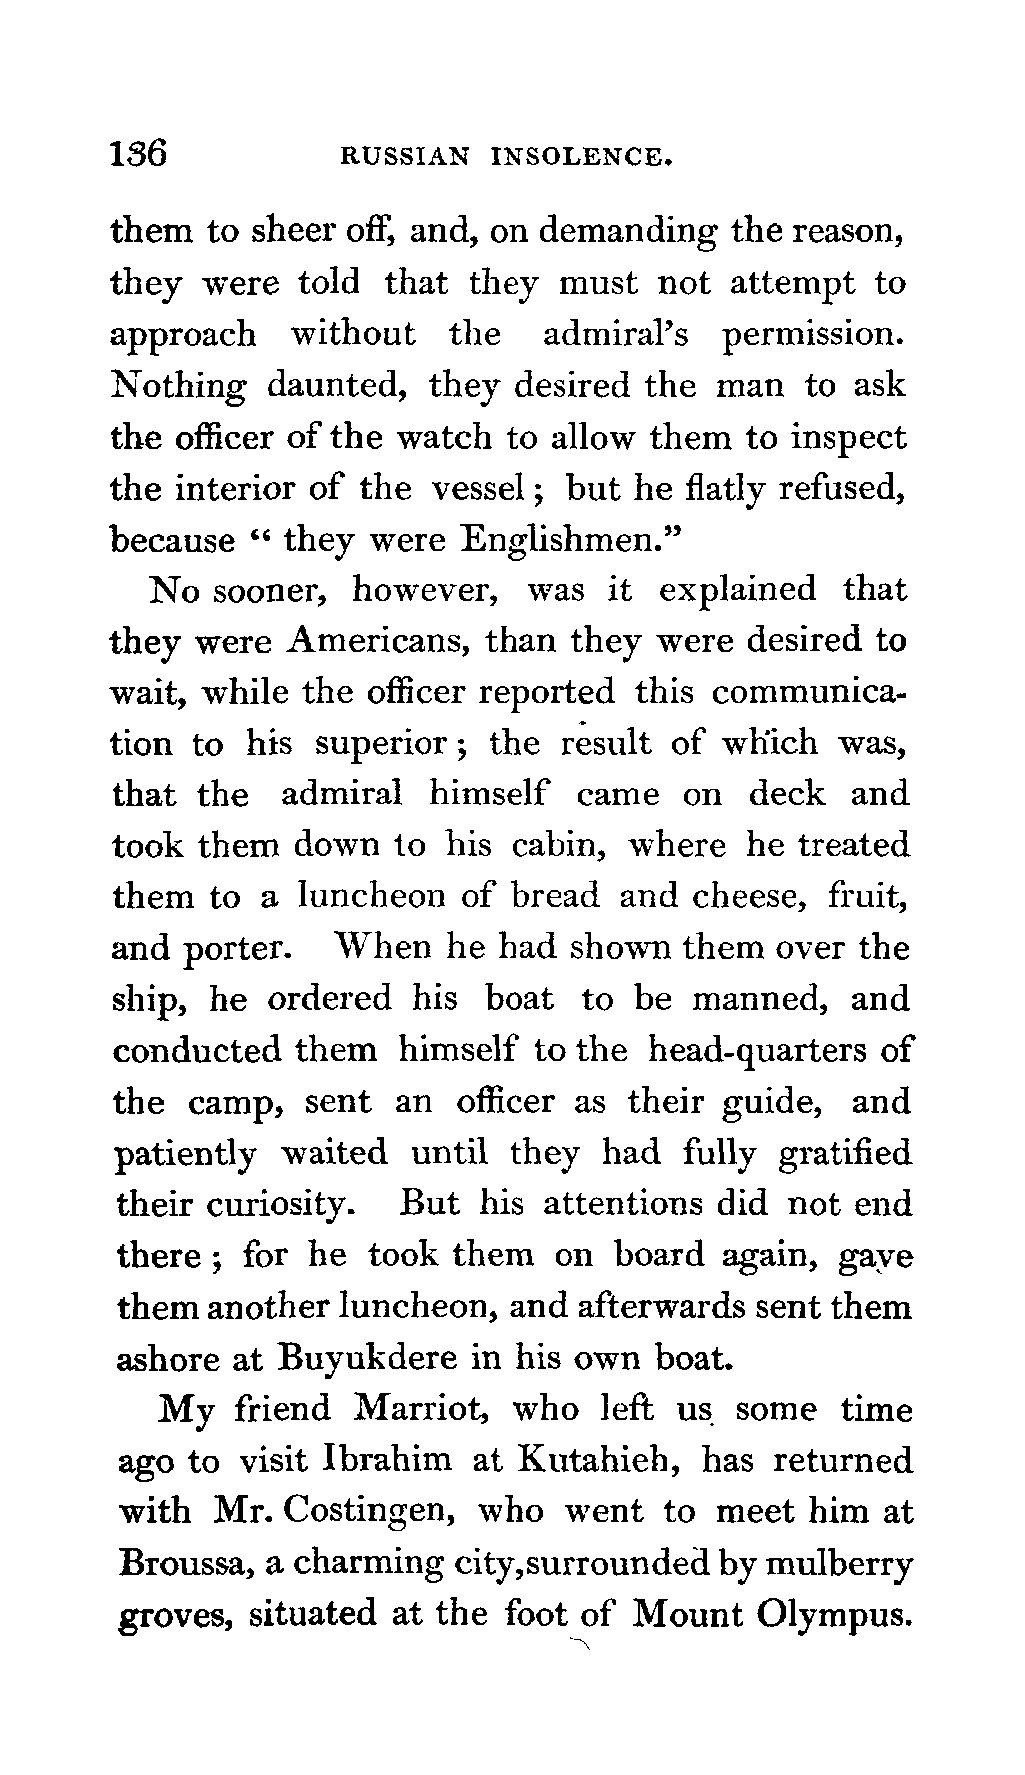 136 RUSSIAN INSOLENCE.
them to sheer off, and, on demanding the reason,
they were told that they must not attempt to
approach without the admiral's permission.
Nothing daunted, they desired the man to ask
the officer of the watch to allow them to inspect
the interior of the vessel ; but he flatly refused,
because “ they were Englishmen.”
No sooner, however, was it explained that
they were Americans, than they were desired to
wait, while the officer reported this communica-
tion to his superior ; the result of which was,
that the admiral himself came on deck and
took them down to his cabin, where he treated
them to a luncheon of bread and cheese, fruit,
and porter. When he had shown them over the
ship, he ordered his boat to be manned, and
conducted them himself to the head-quarters of
the camp, sent an officer as their guide, and
patiently waited until they had fully gratified
their curiosity. But his attentions did not end
there ; for he took them on board again, gave
them another luncheon, and afterwards sent them
ashore at Buyukdere in his own boat.
My friend Marriot, who left us some time
ago to visit Ibrahim at Kutahieh, has returned
with Mr. Costingen, who went to meet him at
Broussa, a charming city, surrounded by mulberry
groves, situated at the foot of Mount Olympus.